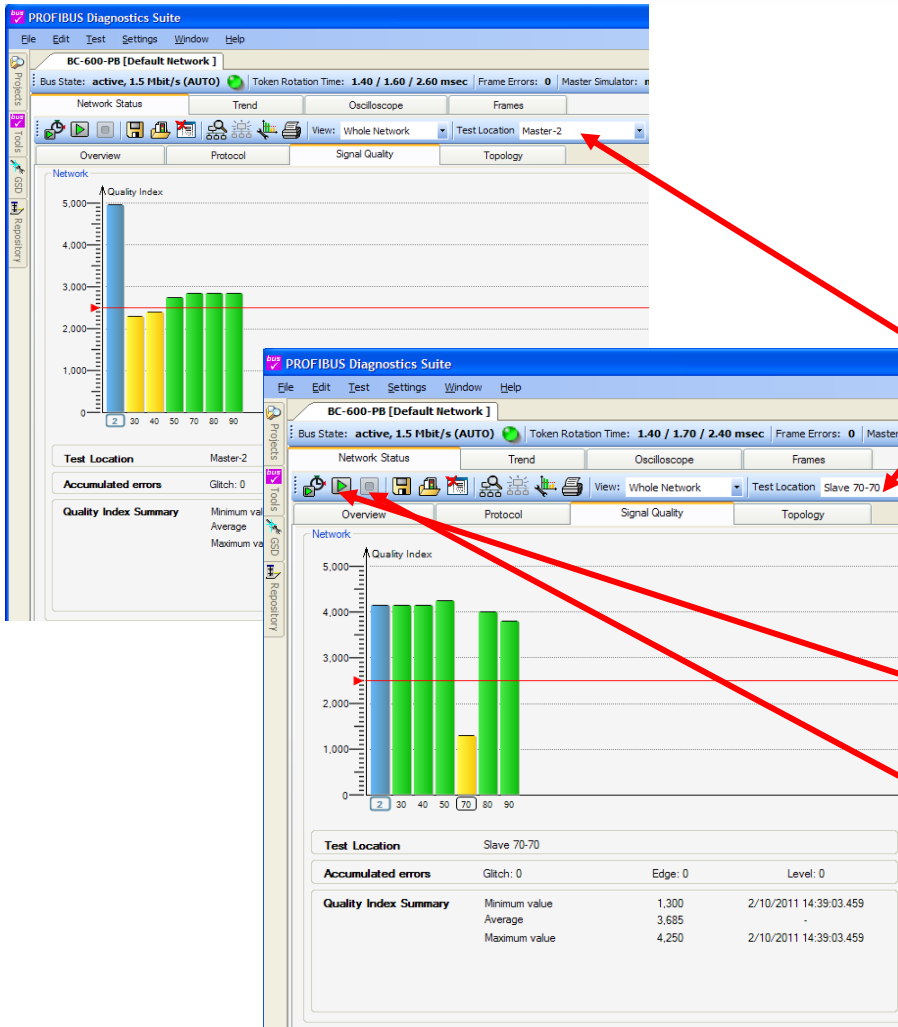 bus PROFIBUS Diagnostics Suite
File Edit Test Settings Window Help
BC-600-PB [Default Network ]
Bus State: active, 1.5 Mbit/s (AUTO) Token Rotation Time: 1.40 / 1.60 / 2.60 msec Frame Errors: 0 Master Simulator:
Network Status Trend Oscilloscope Frames
View: Whole Network Test Location Master-2
Overview Protocol Signal Quality Topology
Projects
bus Tools
GSD
Repository
Network
Quality Index
5,000
4,000
3,000
2,000
1,000
0
2 30 40 50 70 80 90
Test Location Master-2
Accumulated errors Glitch: 0
Quality Index Summary Minimum val
Average
Maximum va
bus PROFIBUS Diagnostics Suite
File Edit Test Settings Window Help
BC-600-PB [Default Network ]
Bus State: active, 1.5 Mbit/s (AUTO) Token Rotation Time: 1.40 / 1.70 / 2.40 msec Frame Errors: 0 Master
Network Status Trend Oscilloscope Frames
View: Whole Network Test Location Slave 70-70
Overview Protocol Signal Quality Topology
Projects
bus Tools
GSD
Repository
Network
Quality Index
5,000
4,000
3,000
2,000
1,000
0
2 30 40 50 70 80 90
Test Location Slave 70-70
Accumulated errors Glitch: 0 Edge: 0 Level: 0
Quality Index Summary Minimum value 1,300 2/10/2011 14:39:03.459
Average 3,685 -
Maximum value 4,250 2/10/2011 14:39:03.459